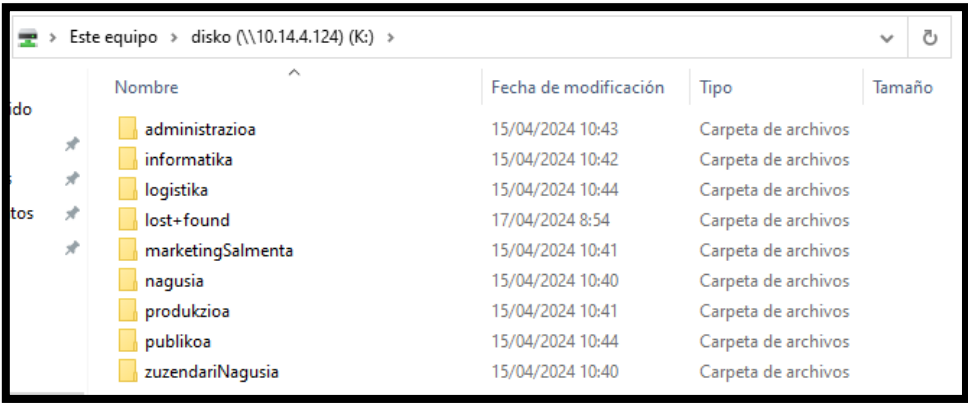 Este equipo > disko (\\10.14.4.124) (K:) >
Nombre Fecha de modificación Tipo Tamaño
ido
administrazioa 15/04/2024 10:43 Carpeta de archivos
informatika 15/04/2024 10:42 Carpeta de archivos
logistika 15/04/2024 10:44 Carpeta de archivos
tos lost+found 17/04/2024 8:54 Carpeta de archivos
marketingSalmenta 15/04/2024 10:41 Carpeta de archivos
nagusia 15/04/2024 10:40 Carpeta de archivos
produkzioa 15/04/2024 10:41 Carpeta de archivos
publikoa 15/04/2024 10:44 Carpeta de archivos
zuzendariNagusia 15/04/2024 10:40 Carpeta de archivos